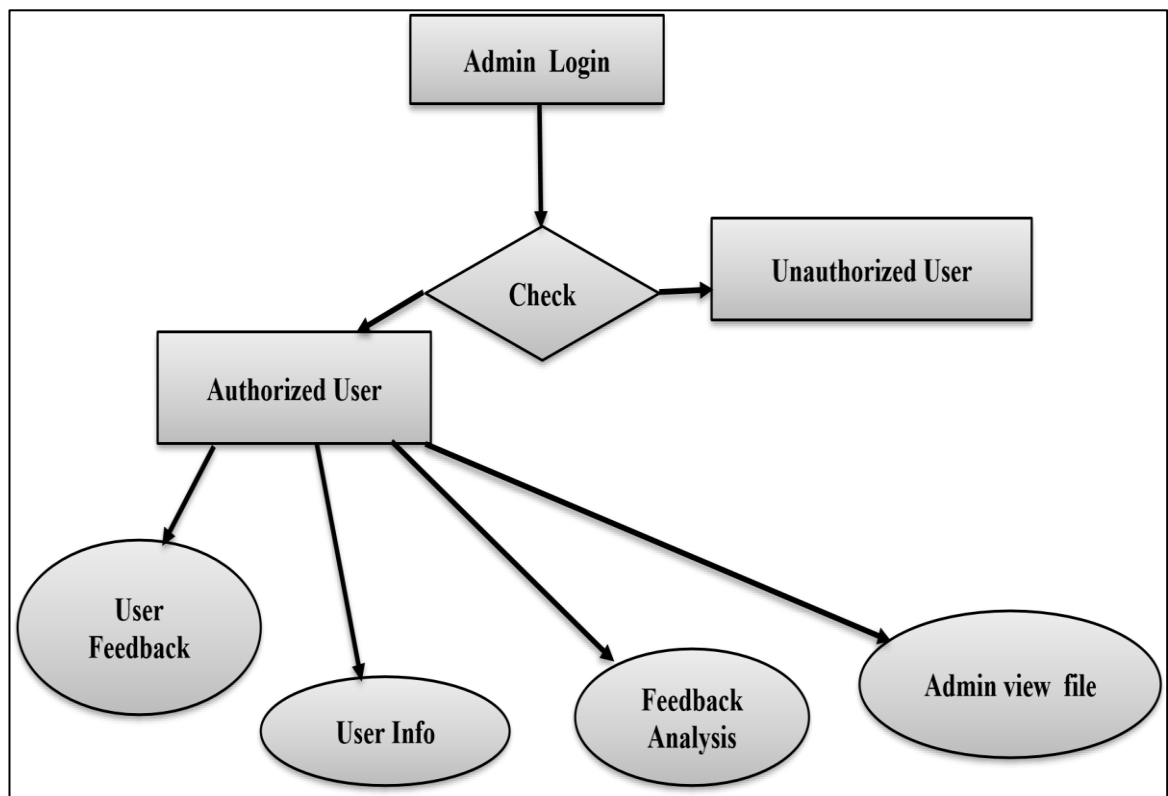 Admin Login
Unauthorized User
Check
Authorized User
User
Feedback
User Info
Feedback
Analysis
Admin view file